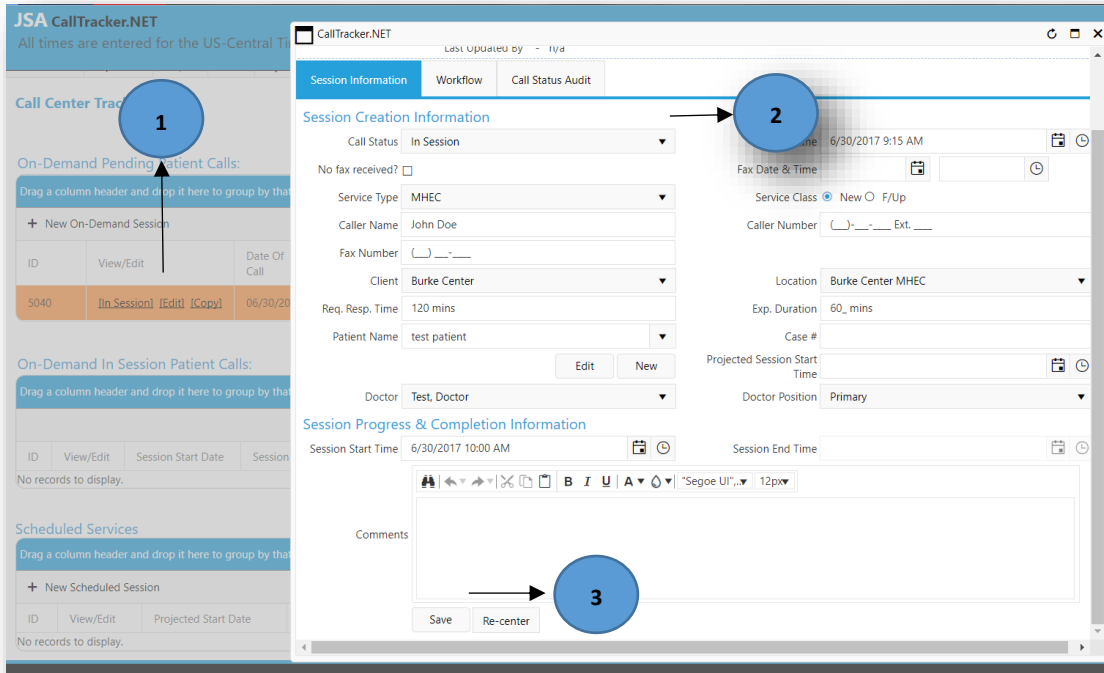 JSA CallTracker.NET
All times are entered for the US-Central Ti
Call Center Trac
1
On-Demand Pending Patient Calls:
Drag a column header and drop it here to group by that
+ New On-Demand Session
ID View/Edit Date Of Call
5040 [In Session] [Edit] [Copy] 06/30/20
On-Demand In Session Patient Calls:
Drag a column header and drop it here to group by that
ID View/Edit Session Start Date Session
No records to display.
Scheduled Services
Drag a column header and drop it here to group by that
+ New Scheduled Session
ID View/Edit Projected Start Date
No records to display.
CallTracker.NET
Last Updated By - n/a
Session Information Workflow Call Status Audit
Session Creation Information
2
Call Status In Session 6/30/2017 9:15 AM
No fax received? Fax Date & Time
Service Type MHEC Service Class New F/Up
Caller Name John Doe Caller Number (__)-___-____ Ext. ____
Fax Number (__) ___-____
Client Burke Center Location Burke Center MHEC
Req. Resp. Time 120 mins Exp. Duration 60_ mins
Patient Name test patient Case #
Edit New Projected Session Start Time
Doctor Test, Doctor Doctor Position Primary
Session Progress & Completion Information
Session Start Time 6/30/2017 10:00 AM Session End Time
B I U A "Segoe UI",... 12px
Comments
3
Save Re-center